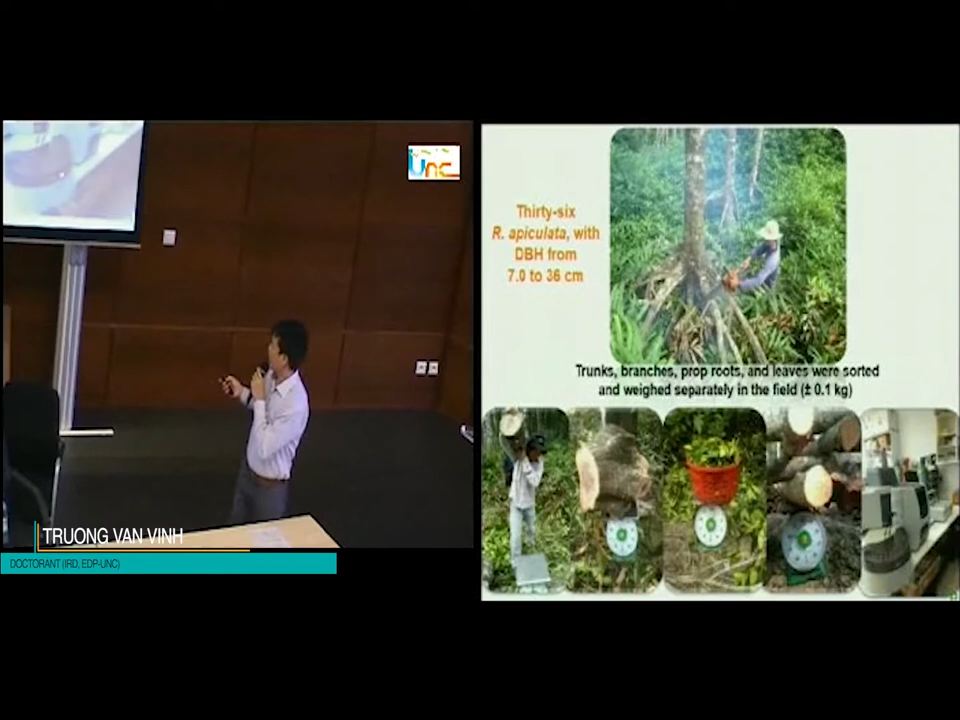 Unc
Thirty-six
R. apiculata, with
DBH from
7.0 to 36 cm
Trunks, branches, prop roots, and leaves were sorted
and weighed separately in the field (± 0.1 kg)
TRUONG VAN VINH
DOCTORANT (IRD, EDP-UNC)